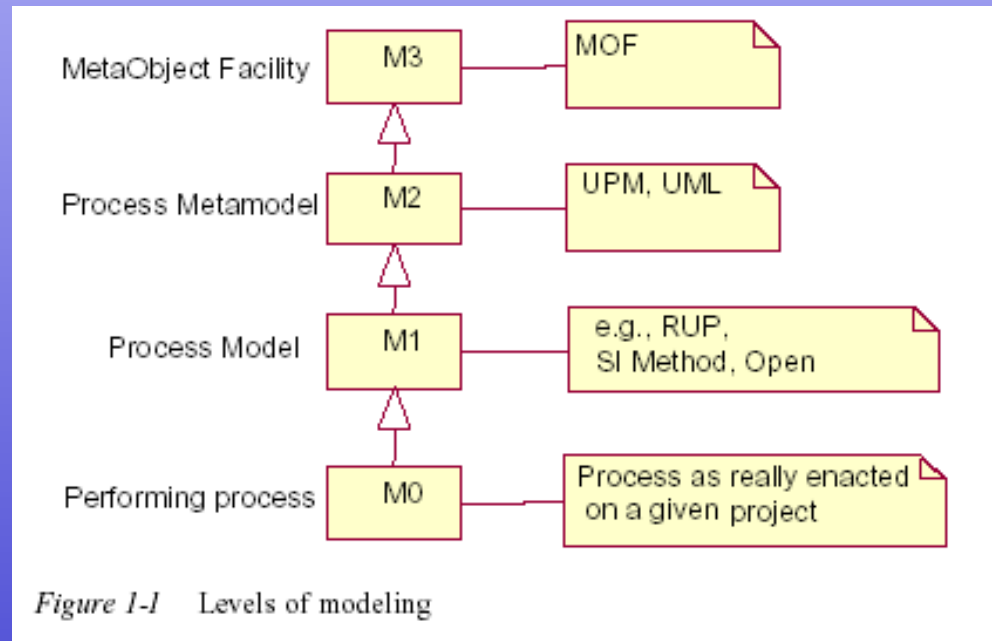 MetaObject Facility
M3
MOF
Process Metamodel
M2
UPM, UML
Process Model
M1
e.g., RUP,
SI Method, Open
Performing process
M0
Process as really enacted
on a given project
Figure 1-1 Levels of modeling